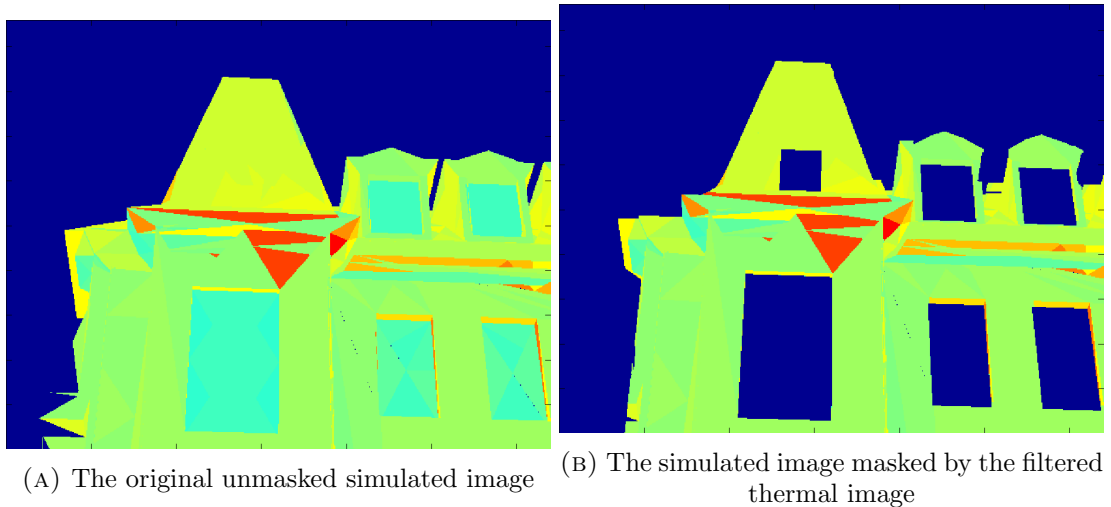 (A) The original unmasked simulated image
(B) The simulated image masked by the filtered
thermal image